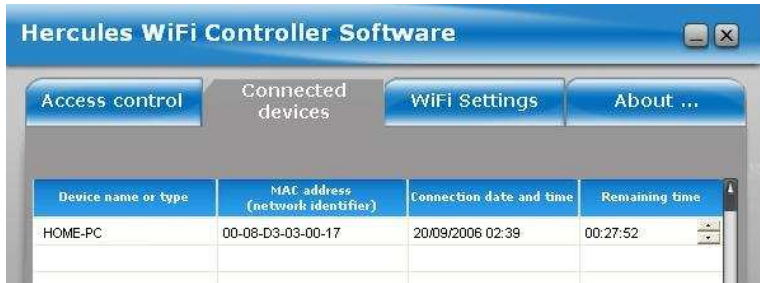 Hercules WiFi Controller Software
Access control
Connected
devices
WiFi Settings
About ...
Device name or type
MAC address
(network identifier)
Connection date and time
Remaining time
HOME-PC
00-08-D3-03-00-17
20/09/2006 02:39
00:27:52